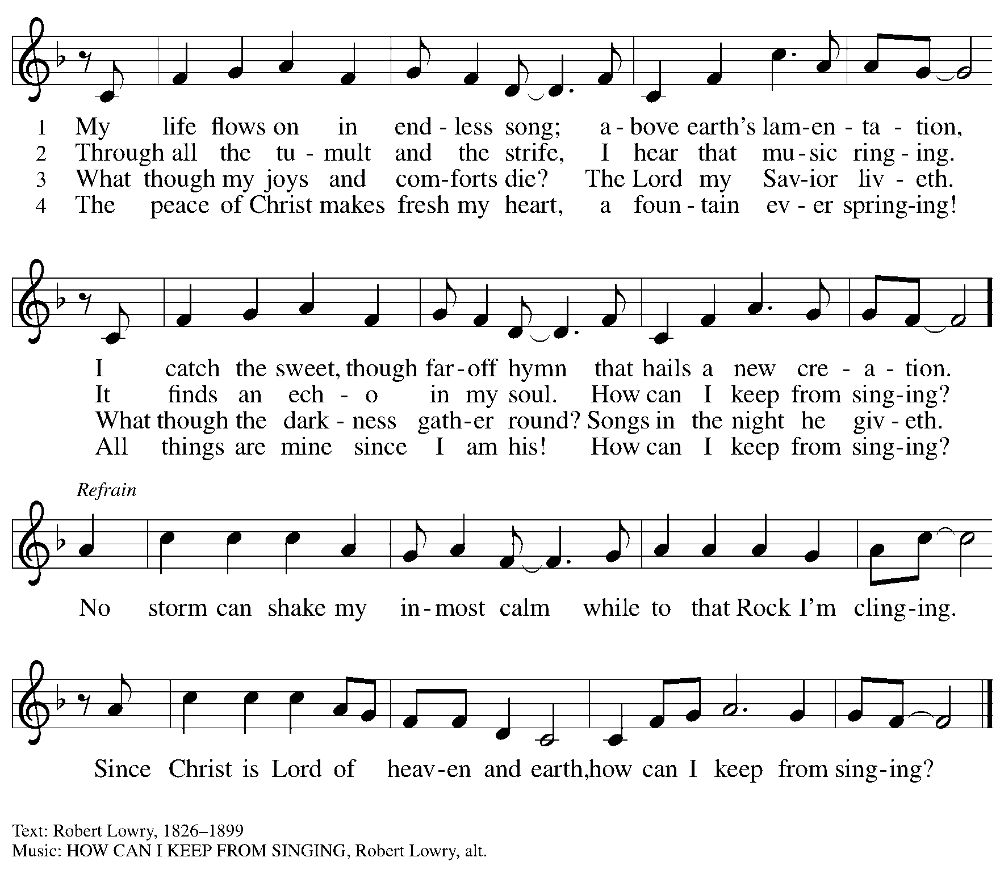 1 My life flows on in end - less song; a - bove earth's lam-en - ta - tion,
2 Through all the tu - mult and the strife, I hear that mu - sic ring - ing.
3 What though my joys and com-forts die? The Lord my Sav-ior liv - eth.
4 The peace of Christ makes fresh my heart, a foun - tain ev - er spring-ing!
I catch the sweet, though far-off hymn that hails a new cre - a - tion.
It finds an ech - o in my soul. How can I keep from sing-ing?
What though the dark - ness gath-er round? Songs in the night he giv - eth.
All things are mine since I am his! How can I keep from sing-ing?
Refrain
No storm can shake my in-most calm while to that Rock I'm cling-ing.
Since Christ is Lord of heav-en and earth, how can I keep from sing-ing?
Text: Robert Lowry, 1826–1899
Music: HOW CAN I KEEP FROM SINGING, Robert Lowry, alt.